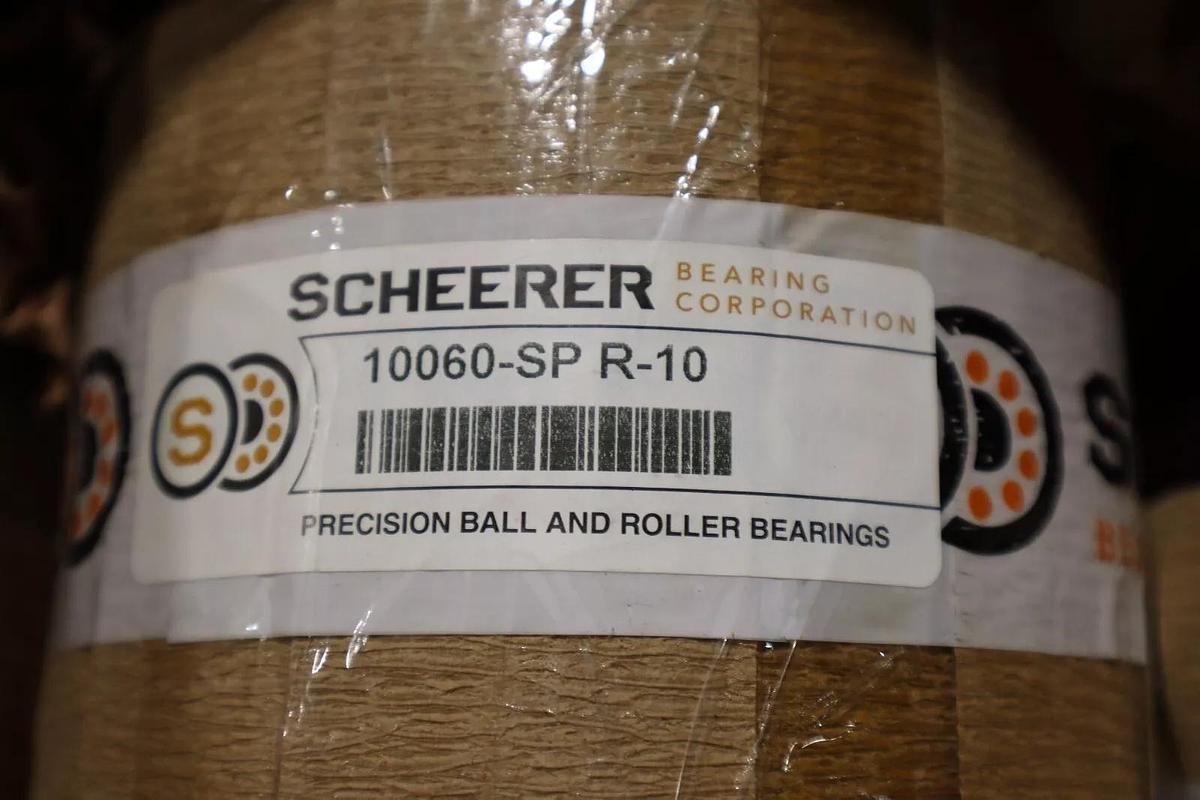 SCHEERER
BEARING
CORPORATION
10060-SP R-10
S
PRECISION BALL AND ROLLER BEARINGS
S